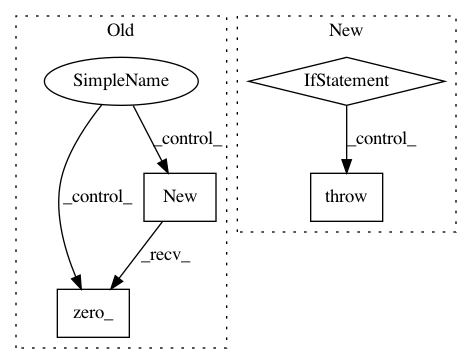 Old
New
SimpleName
IfStatement
_control_
_control_
_control_
New
throw
_recv_
zero_